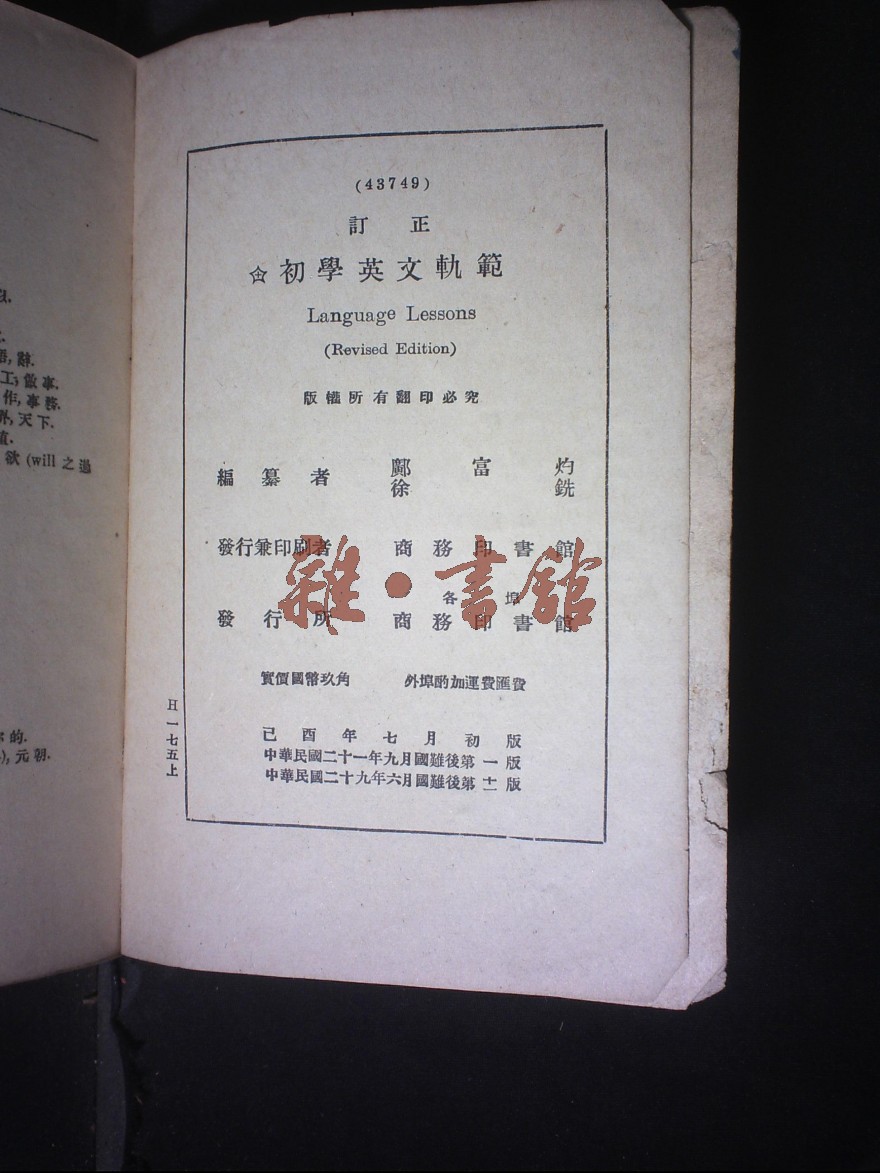 (43749)
訂正
初學英文軌範
Language Lessons
(Revised Edition)
版權所有翻印必究
編纂者 鄺富灼
徐銑
發行兼印刷者 商務印書館
各埠
發行所 商務印書館
雜·書館
實價國幣玖角 外埠酌加運費匯費
己酉年七月初版
中華民國二十一年九月國難後第一版
中華民國二十九年六月國難後第十二版
H一七五上
語,辭.
工;做事.
作,事務.
外,天下.
欲 (will 之過
的.
),元朝.